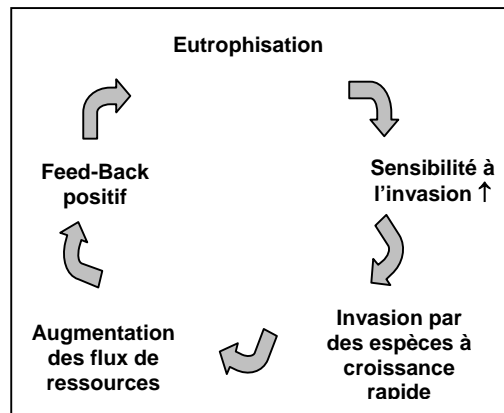 Eutrophisation
Sensibilité à
l'invasion ↑
Invasion par
des espèces à
croissance
rapide
Augmentation
des flux de
ressources
Feed-Back
positif